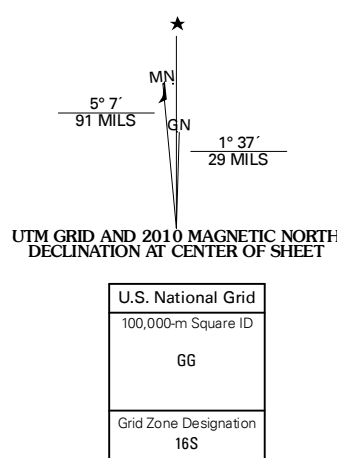 ★
MN
5° 7´
91 MILS
GN
1° 37´
29 MILS
UTM GRID AND 2010 MAGNETIC NORTH
DECLINATION AT CENTER OF SHEET
U.S. National Grid
100,000-m Square ID
GG
Grid Zone Designation
16S